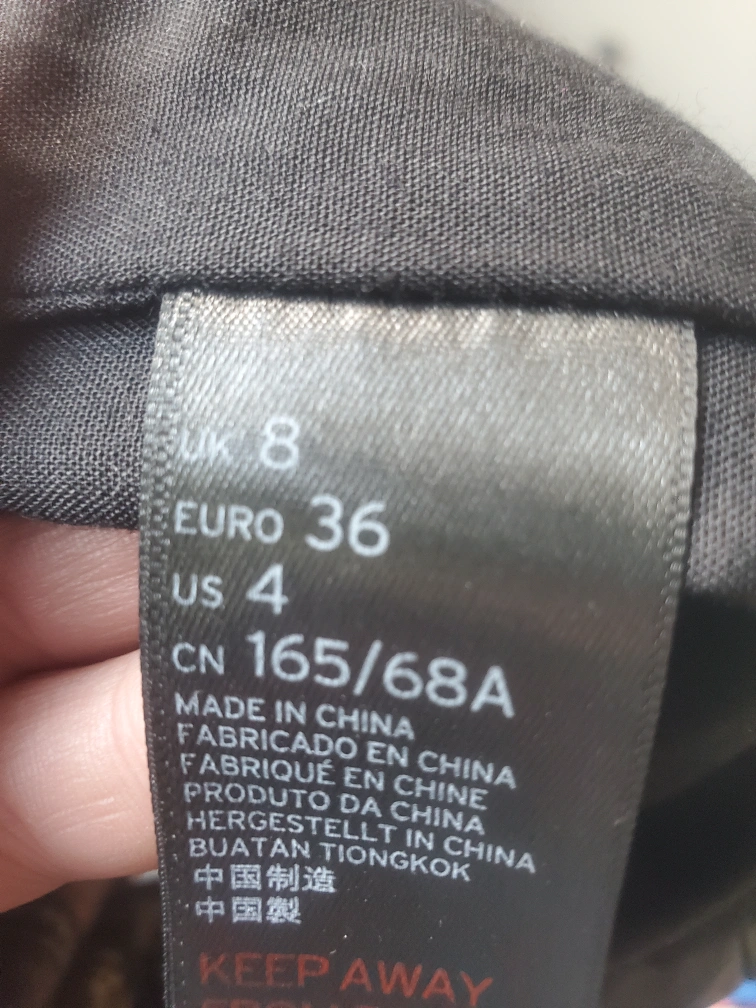 UK 8
EURO 36
US 4
CN 165/68A
MADE IN CHINA
FABRICADO EN CHINA
FABRIQUÉ EN CHINE
PRODUTO DA CHINA
HERGESTELLT IN CHINA
BUATAN TIONGKOK
中国制造
中国製
KEEP AWAY